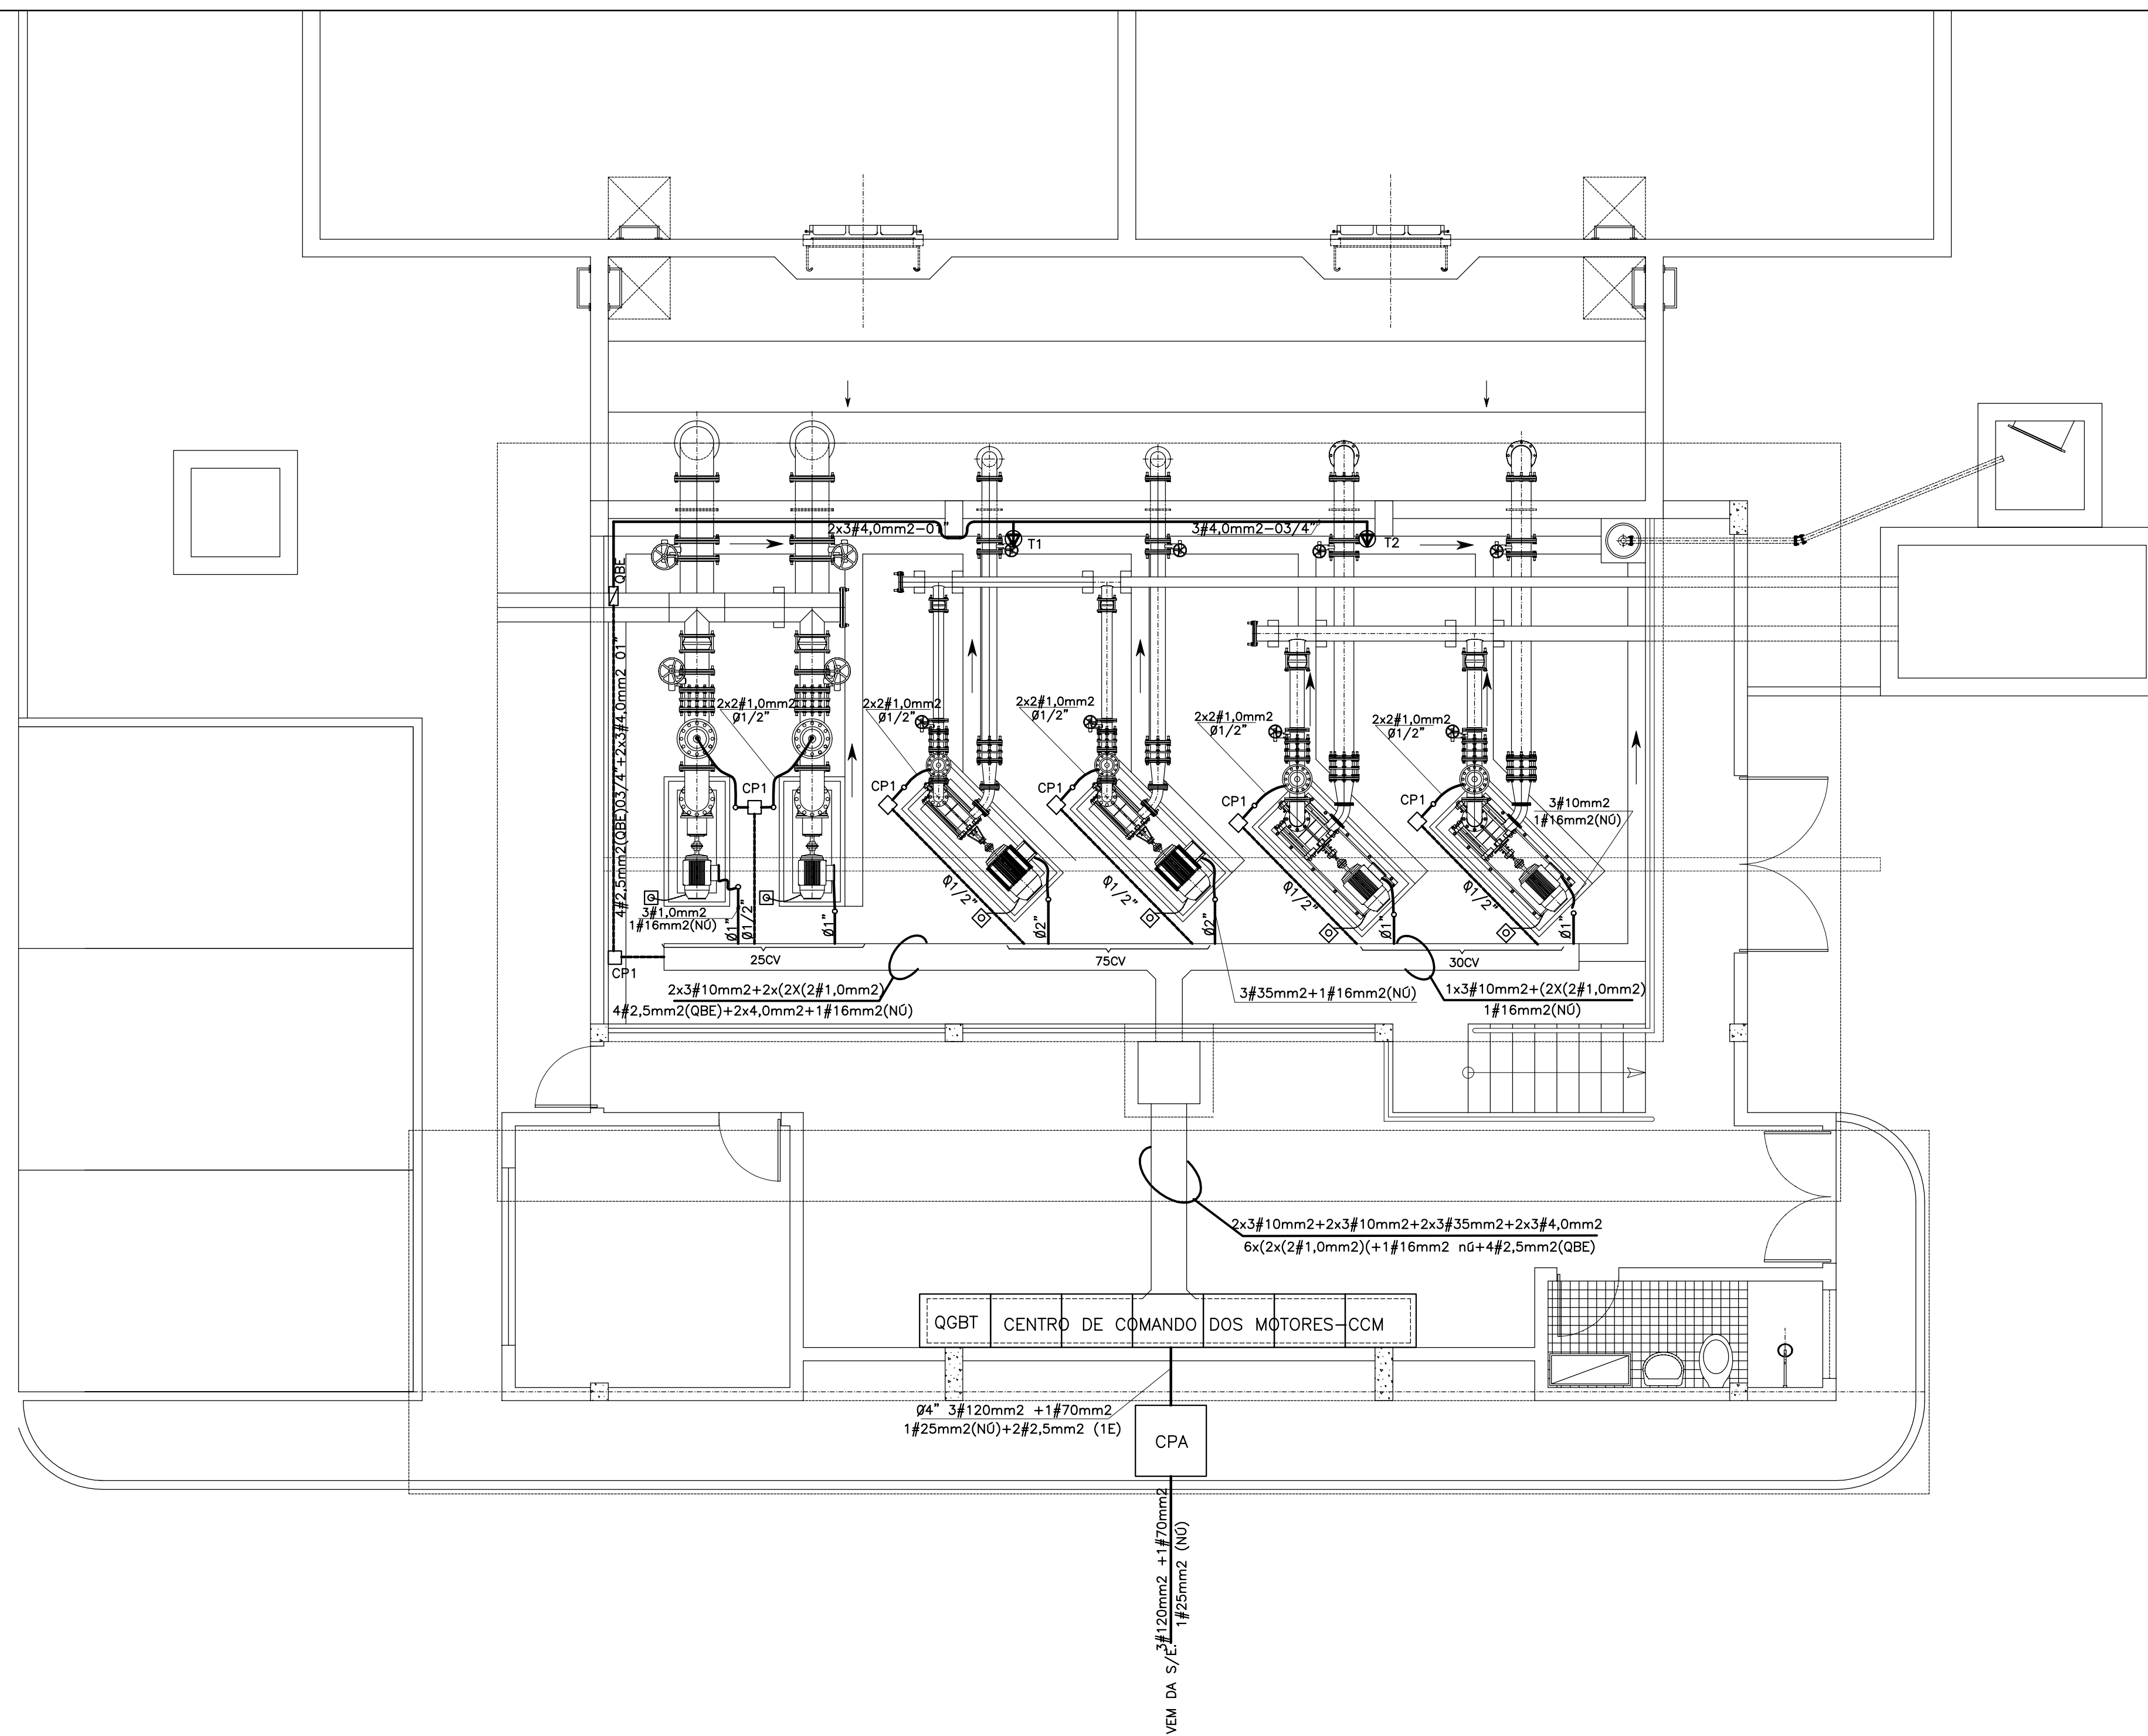 2x3#4,0mm2-01"
3#4,0mm2-03/4"
T1
T2
QBE
4#2,5mm2(QBE)03/4"+2x3#4,0mm2 01"
2x2#1,0mm2
Ø1/2"
2x2#1,0mm2
Ø1/2"
2x2#1,0mm2
Ø1/2"
2x2#1,0mm2
Ø1/2"
2x2#1,0mm2
Ø1/2"
CP1
CP1
CP1
CP1
CP1
3#10mm2
1#16mm2(NÚ)
3#1,0mm2
1#16mm2(NÚ)
Ø1"
Ø1/2"
Ø1"
Ø1/2"
Ø2"
Ø1/2"
Ø2"
Ø1/2"
Ø1"
Ø1/2"
Ø1"
CP1
25CV
75CV
30CV
2x3#10mm2+2x(2X(2#1,0mm2)
4#2,5mm2(QBE)+2x4,0mm2+1#16mm2(NÚ)
3#35mm2+1#16mm2(NÚ)
1x3#10mm2+(2X(2#1,0mm2)
1#16mm2(NÚ)
2x3#10mm2+2x3#10mm2+2x3#35mm2+2x3#4,0mm2
6x(2x(2#1,0mm2)(+1#16mm2 nú+4#2,5mm2(QBE)
QGBT
CENTRO DE COMANDO DOS MOTORES-CCM
Ø4" 3#120mm2 +1#70mm2
1#25mm2(NÚ)+2#2,5mm2 (1E)
CPA
VEM DA S/E. 3#120mm2 +1#70mm2
1#25mm2 (NÚ)